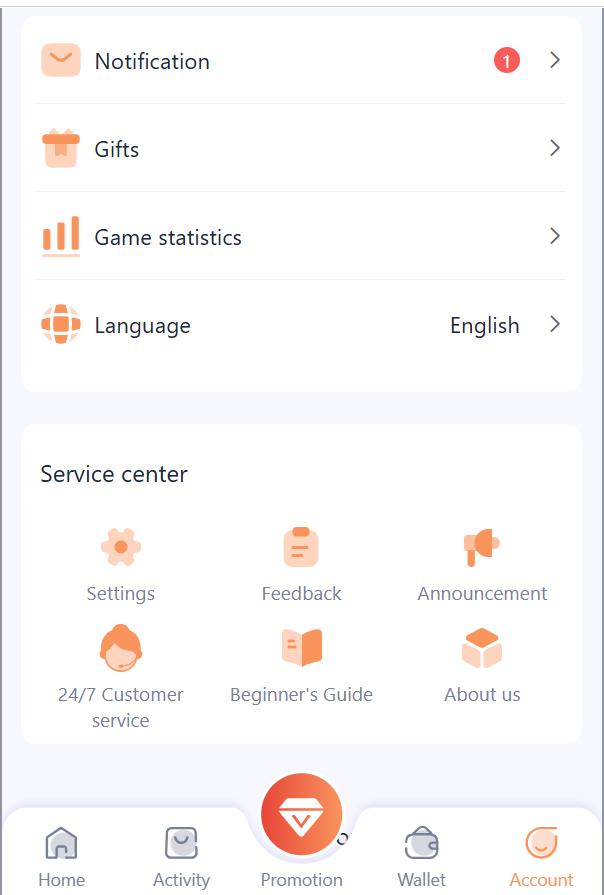 Notification 1
Gifts
Game statistics
Language English
Service center
Settings Feedback Announcement
24/7 Customer service Beginner's Guide About us
Home Activity Promotion Wallet Account